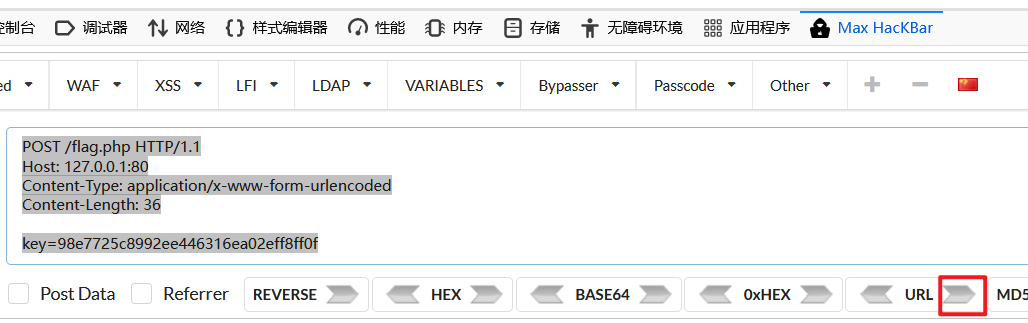 控制台 调试器 网络 样式编辑器 性能 内存 存储 无障碍环境 应用程序 Max HacKBar
ed WAF XSS LFI LDAP VARIABLES Bypasser Passcode Other
POST /flag.php HTTP/1.1
Host: 127.0.0.1:80
Content-Type: application/x-www-form-urlencoded
Content-Length: 36
key=98e7725c8992ee446316ea02eff8ff0f
Post Data Referrer REVERSE HEX BASE64 0xHEX URL MD5